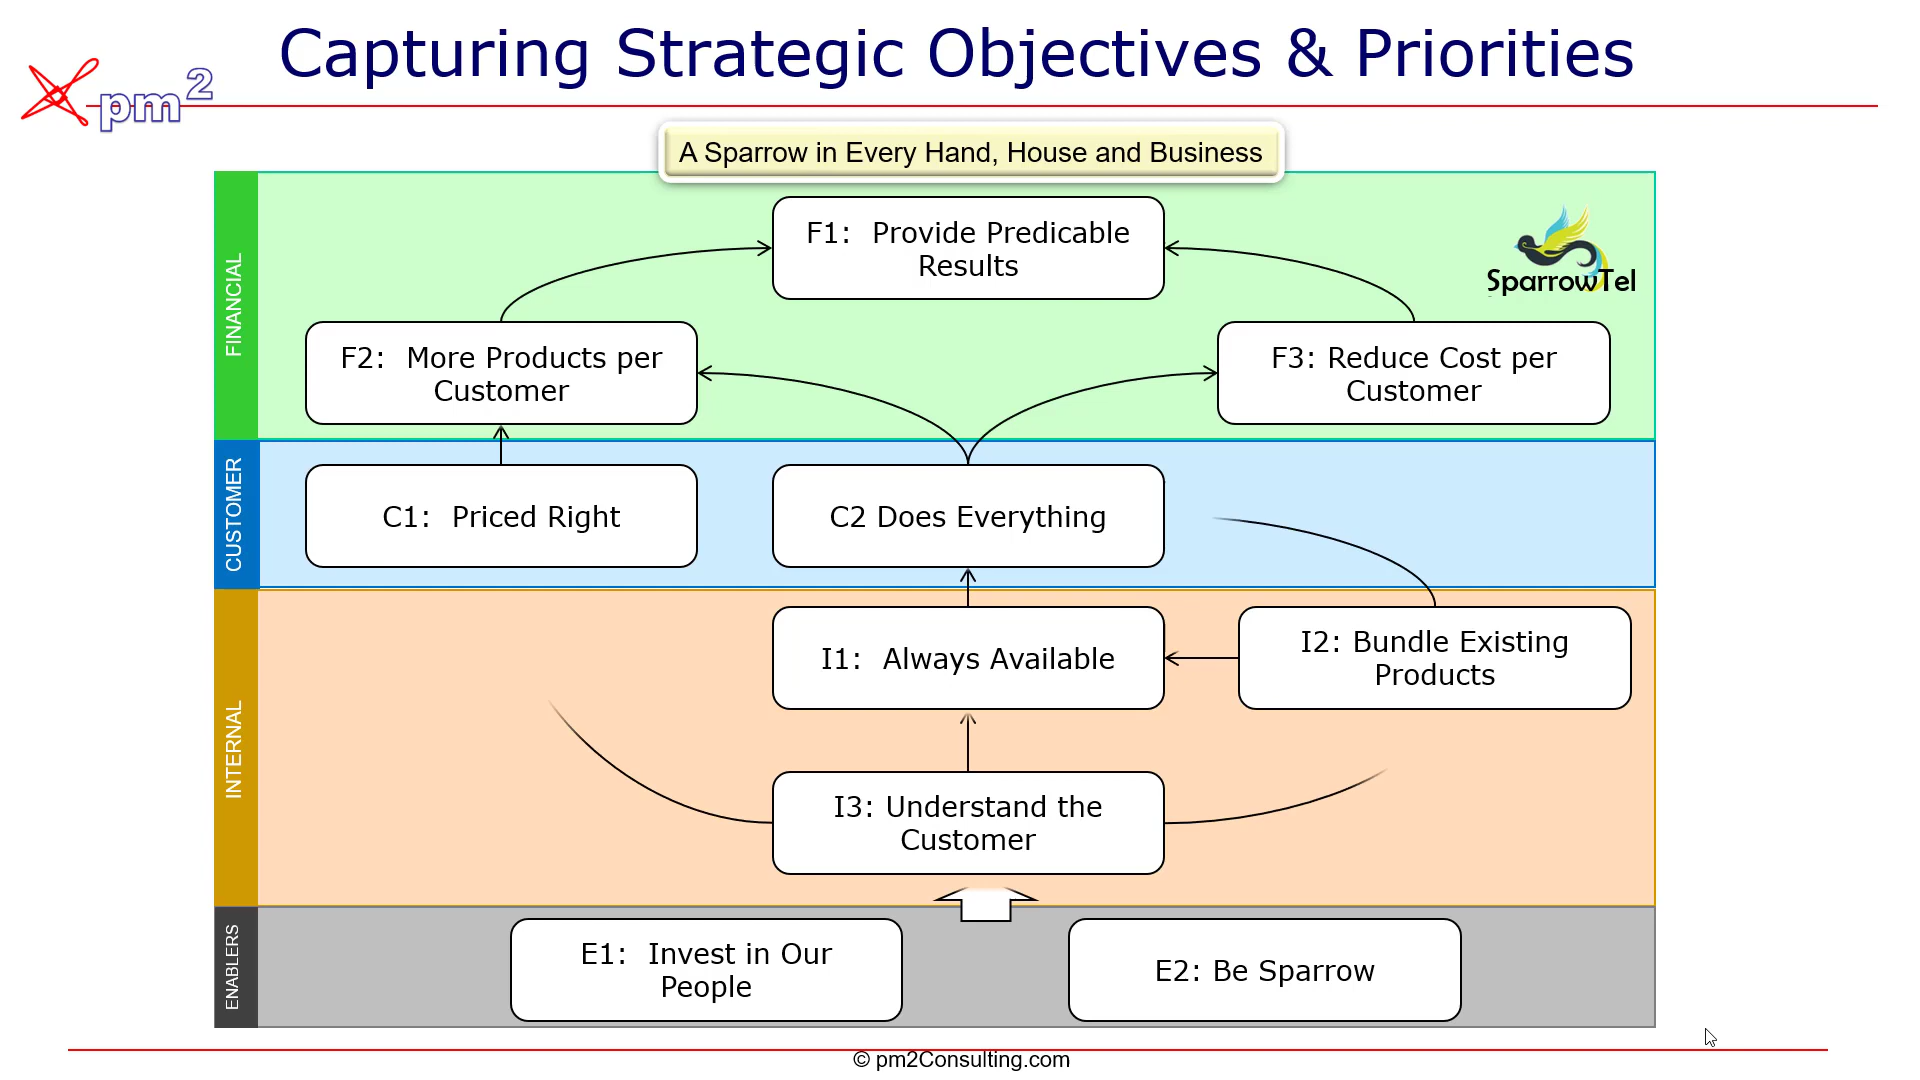 Capturing Strategic Objectives & Priorities
pm2
A Sparrow in Every Hand, House and Business
FINANCIAL
F1: Provide Predicable
Results
SparrowTel
F2: More Products per
Customer
F3: Reduce Cost per
Customer
CUSTOMER
C1: Priced Right
C2 Does Everything
INTERNAL
I1: Always Available
I2: Bundle Existing
Products
I3: Understand the
Customer
ENABLERS
E1: Invest in Our
People
E2: Be Sparrow
© pm2Consulting.com